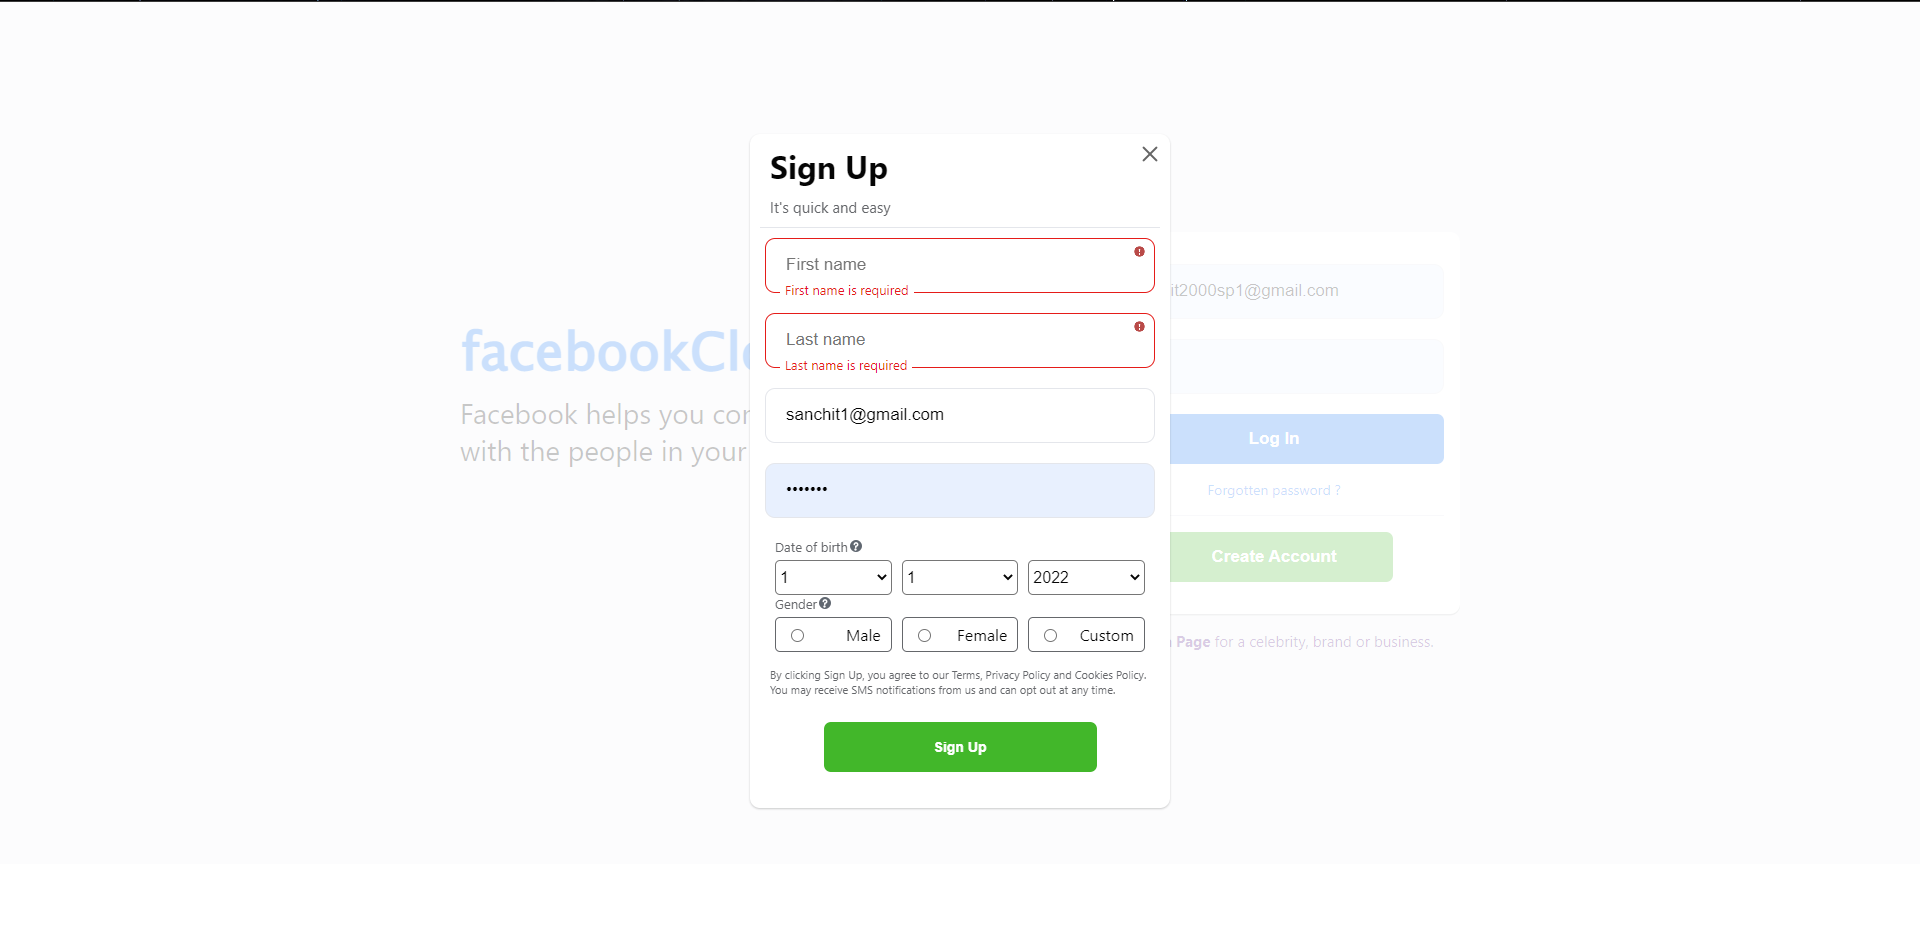 Sign Up
It's quick and easy
First name
First name is required
Last name
Last name is required
sanchit1@gmail.com
•••••••
Date of birth
1 1 2022
Gender
Male Female Custom
By clicking Sign Up, you agree to our Terms, Privacy Policy and Cookies Policy.
You may receive SMS notifications from us and can opt out at any time.
Sign Up
facebookClo
Facebook helps you con
with the people in your
it2000sp1@gmail.com
Log In
Forgotten password ?
Create Account
Page for a celebrity, brand or business.